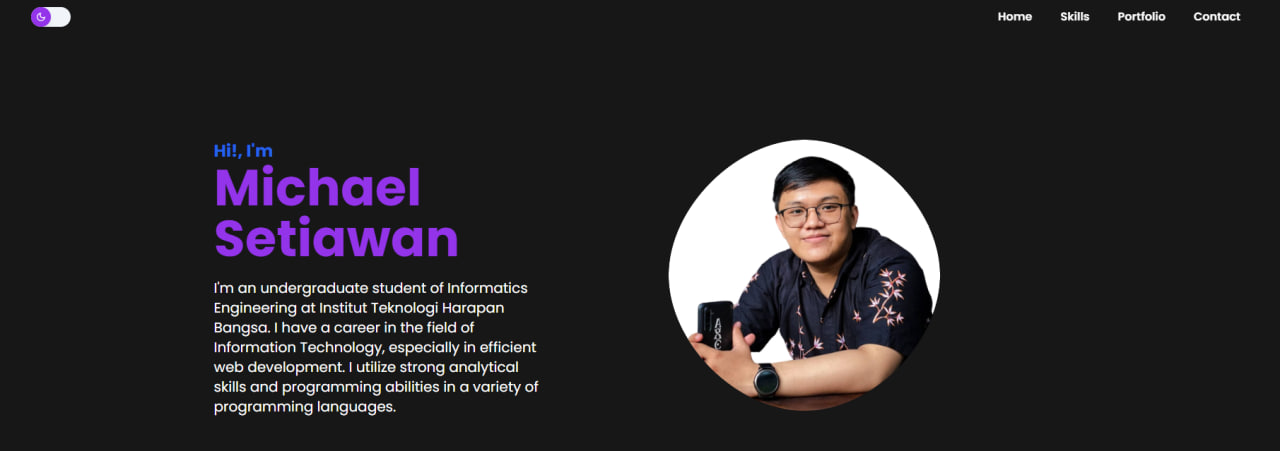 Home Skills Portfolio Contact
Hi!, I'm
Michael
Setiawan
I'm an undergraduate student of Informatics
Engineering at Institut Teknologi Harapan
Bangsa. I have a career in the field of
Information Technology, especially in efficient
web development. I utilize strong analytical
skills and programming abilities in a variety of
programming languages.